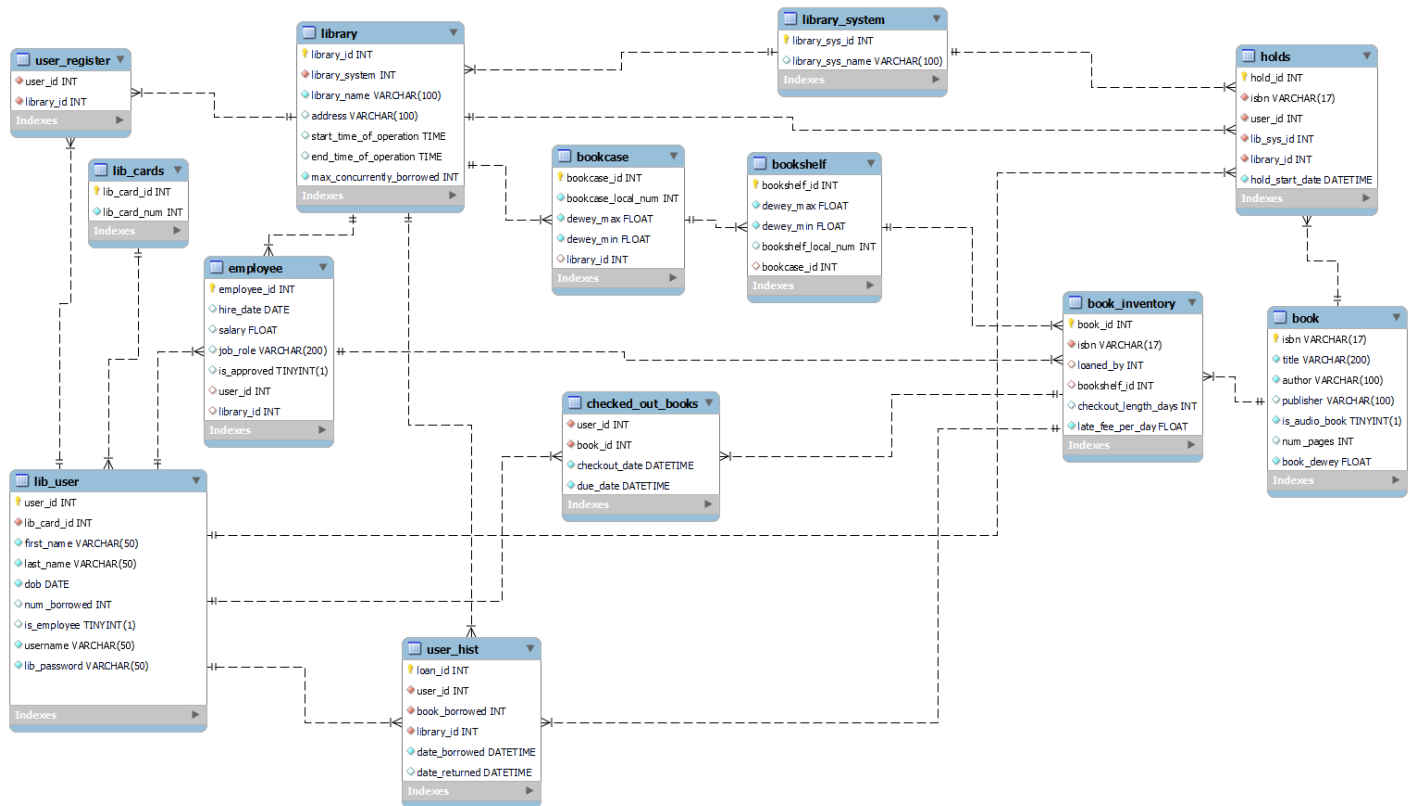 user_register
user_id INT
library_id INT
Indexes
library
library_id INT
library_system INT
library_name VARCHAR(100)
address VARCHAR(100)
start_time_of_operation TIME
end_time_of_operation TIME
max_concurrently_borrowed INT
Indexes
library_system
library_sys_id INT
library_sys_name VARCHAR(100)
Indexes
holds
hold_id INT
isbn VARCHAR(17)
user_id INT
lib_sys_id INT
library_id INT
hold_start_date DATETIME
Indexes
lib_cards
lib_card_id INT
lib_card_num INT
Indexes
bookcase
bookcase_id INT
bookcase_local_num INT
dewey_max FLOAT
dewey_min FLOAT
library_id INT
Indexes
bookshelf
bookshelf_id INT
dewey_max FLOAT
dewey_min FLOAT
bookshelf_local_num INT
bookcase_id INT
Indexes
employee
employee_id INT
hire_date DATE
salary FLOAT
job_role VARCHAR(200)
is_approved TINYINT(1)
user_id INT
library_id INT
Indexes
book_inventory
book_id INT
isbn VARCHAR(17)
loaned_by INT
bookshelf_id INT
checkout_length_days INT
late_fee_per_day FLOAT
Indexes
book
isbn VARCHAR(17)
title VARCHAR(200)
author VARCHAR(100)
publisher VARCHAR(100)
is_audio_book TINYINT(1)
num_pages INT
book_dewey FLOAT
Indexes
checked_out_books
user_id INT
book_id INT
checkout_date DATETIME
due_date DATETIME
Indexes
lib_user
user_id INT
lib_card_id INT
first_name VARCHAR(50)
last_name VARCHAR(50)
dob DATE
num_borrowed INT
is_employee TINYINT(1)
username VARCHAR(50)
lib_password VARCHAR(50)
Indexes
user_hist
loan_id INT
user_id INT
book_borrowed INT
library_id INT
date_borrowed DATETIME
date_returned DATETIME
Indexes